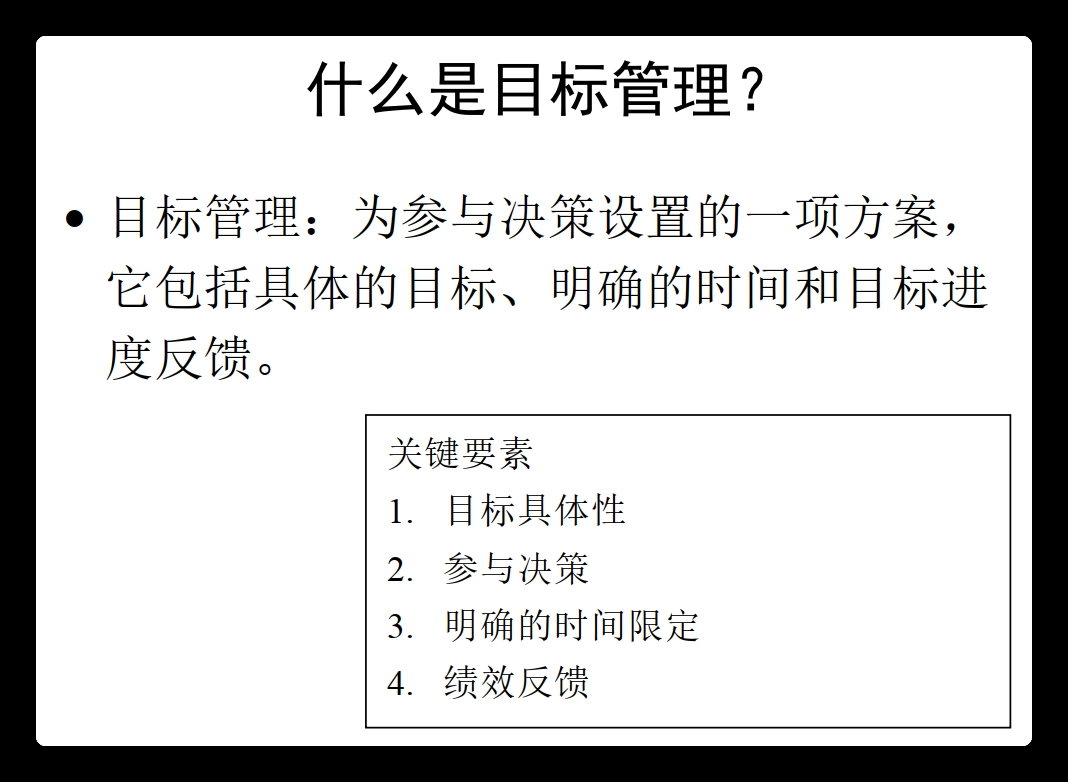 什么是目标管理？
• 目标管理：为参与决策设置的一项方案，
它包括具体的目标、明确的时间和目标进
度反馈。
关键要素
1. 目标具体性
2. 参与决策
3. 明确的时间限定
4. 绩效反馈